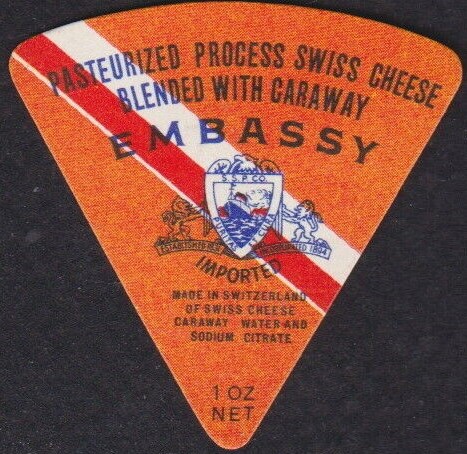 PASTEURIZED PROCESS SWISS CHEESE
BLENDED WITH CARAWAY
EMBASSY
S.S.P. CO.
IMPORTED
MADE IN SWITZERLAND
OF SWISS CHEESE
CARAWAY WATER AND
SODIUM CITRATE
1 OZ
NET